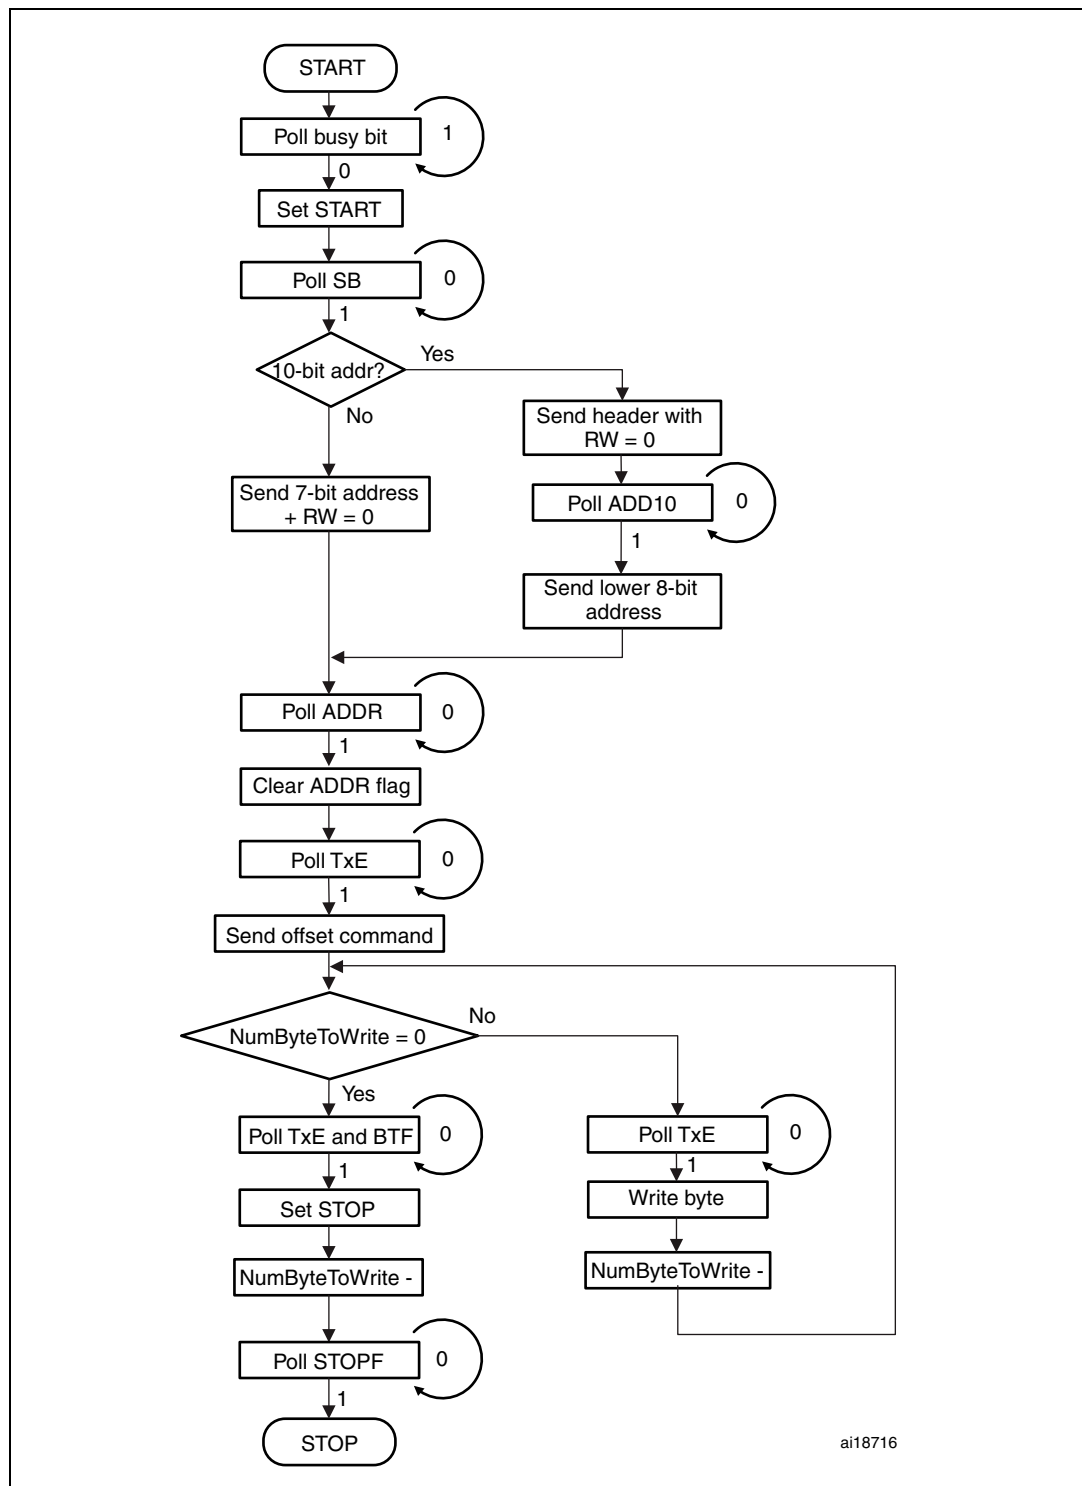 START
Poll busy bit
1
0
Set START
Poll SB
0
1
10-bit addr?
Yes
No
Send header with
RW = 0
Poll ADD10
0
1
Send lower 8-bit
address
Send 7-bit address
+ RW = 0
Poll ADDR
0
1
Clear ADDR flag
Poll TxE
0
1
Send offset command
NumByteToWrite = 0
No
Yes
Poll TxE and BTF
0
1
Set STOP
NumByteToWrite -
Poll STOPF
0
1
STOP
Poll TxE
0
1
Write byte
NumByteToWrite -
ai18716